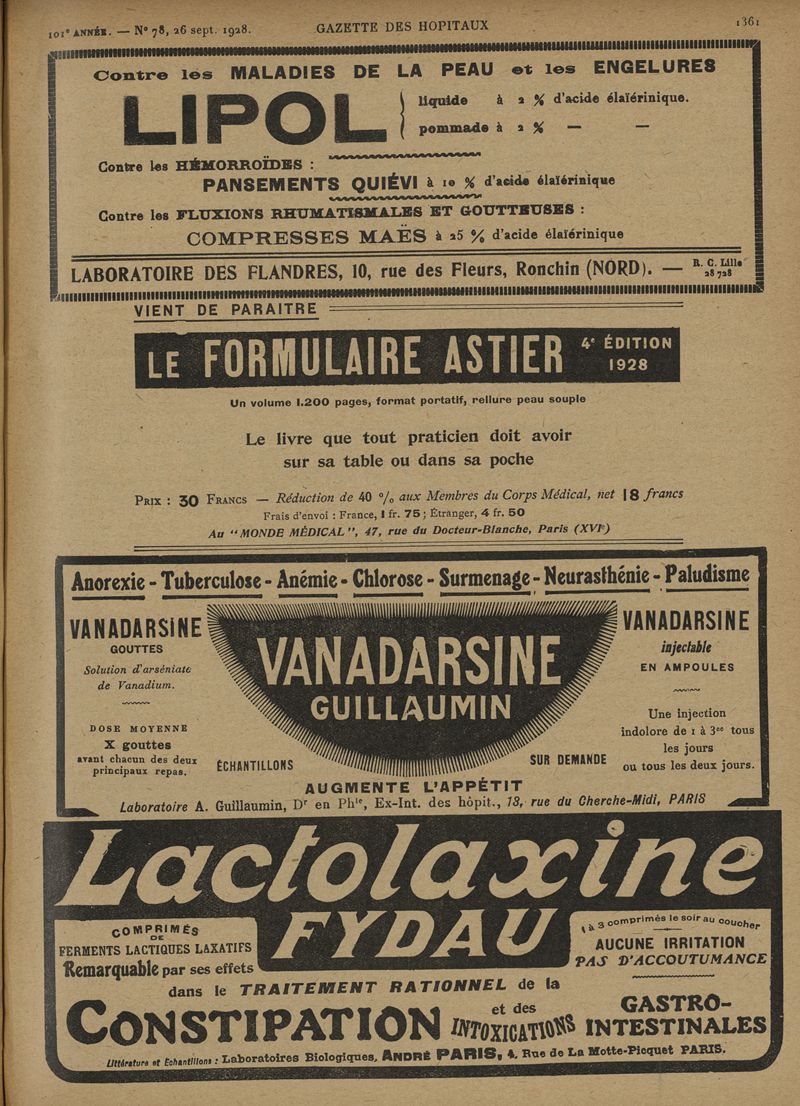 101e ANNÉE. — No 78, 26 sept. 1928. GAZETTE DES HOPITAUX 1361
Contre les MALADIES DE LA PEAU et les ENGELURES
LIPOL
liquide à 2 % d'acide élaïérinique.
pommade à 2 % — —
Contre les HÉMORROÏDES :
PANSEMENTS QUIÉVI à 10 % d'acide élaïérinique
Contre les FLUXIONS RHUMATISMALES ET GOUTTEUSES :
COMPRESSES MAËS à 25 % d'acide élaïérinique
LABORATOIRE DES FLANDRES, 10, rue des Fleurs, Ronchin (NORD). — R. C. Lille 28 728
VIENT DE PARAITRE
LE FORMULAIRE ASTIER 4e ÉDITION 1928
Un volume 1.200 pages, format portatif, reliure peau souple
Le livre que tout praticien doit avoir
sur sa table ou dans sa poche
PRIX : 30 FRANCS — Réduction de 40 % aux Membres du Corps Médical, net 18 francs
Frais d'envoi : France, 1 fr. 75 ; Étranger, 4 fr. 50
Au "MONDE MÉDICAL", 47, rue du Docteur-Blanche, Paris (XVIe)
Anorexie - Tuberculose - Anémie - Chlorose - Surmenage - Neurasthénie - Paludisme
VANADARSINE
GOUTTES
Solution d'arséniate
de Vanadium.
DOSE MOYENNE
X gouttes
avant chacun des deux
principaux repas.
VANADARSINE
GUILLAUMIN
VANADARSINE
injectable
EN AMPOULES
Une injection
indolore de 1 à 3cc tous
les jours
ou tous les deux jours.
ÉCHANTILLONS SUR DEMANDE
AUGMENTE L'APPÉTIT
Laboratoire A. Guillaumin, Dr en Phie, Ex-Int. des hôpit., 13, rue du Cherche-Midi, PARIS
Lactolaxine
FYDAU
COMPRIMÉS
DE
FERMENTS LACTIQUES LAXATIFS
Remarquable par ses effets
1 à 3 comprimés le soir au coucher
AUCUNE IRRITATION
PAS D'ACCOUTUMANCE
dans le TRAITEMENT RATIONNEL de la
CONSTIPATION et des INTOXICATIONS GASTRO-
INTESTINALES
Littérature et Echantillons : Laboratoires Biologiques, ANDRÉ PARIS, 4, Rue de La Motte-Picquet PARIS.